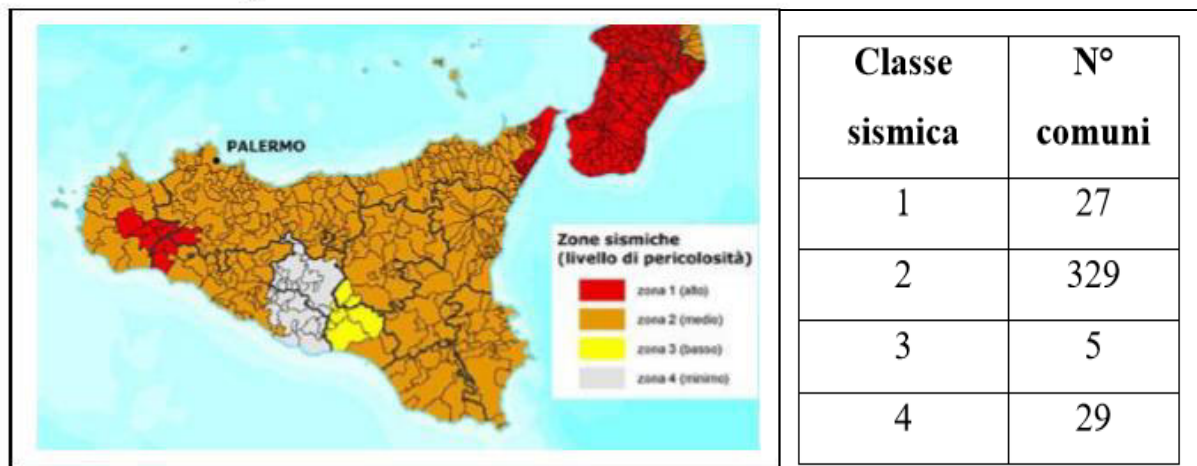 PALERMO
Zone sismiche
(livello di pericolosità)
zona 1 (alto)
zona 2 (medio)
zona 3 (basso)
zona 4 (minimo)
Classe sismica N° comuni
1 27
2 329
3 5
4 29